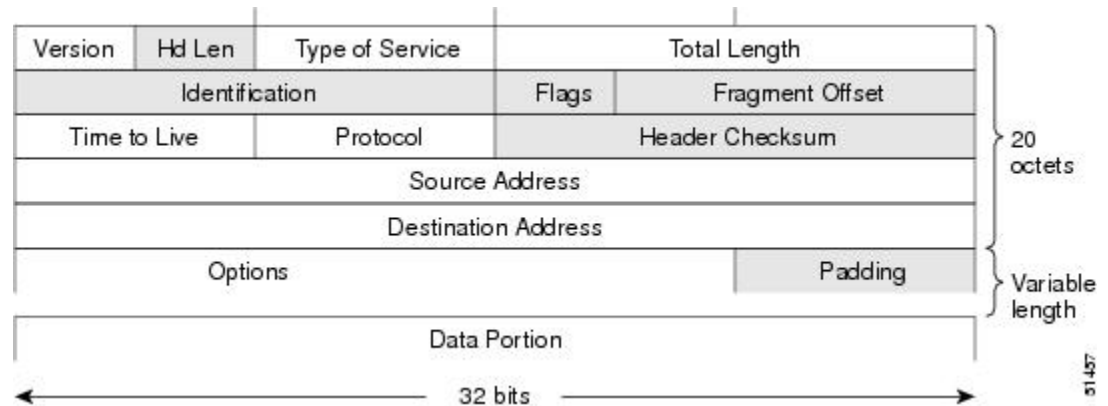 Version Hd Len Type of Service Total Length
Identification Flags Fragment Offset
Time to Live Protocol Header Checksum
20
octets
Source Address
Destination Address
Options Padding
Variable
length
Data Portion
32 bits
51457